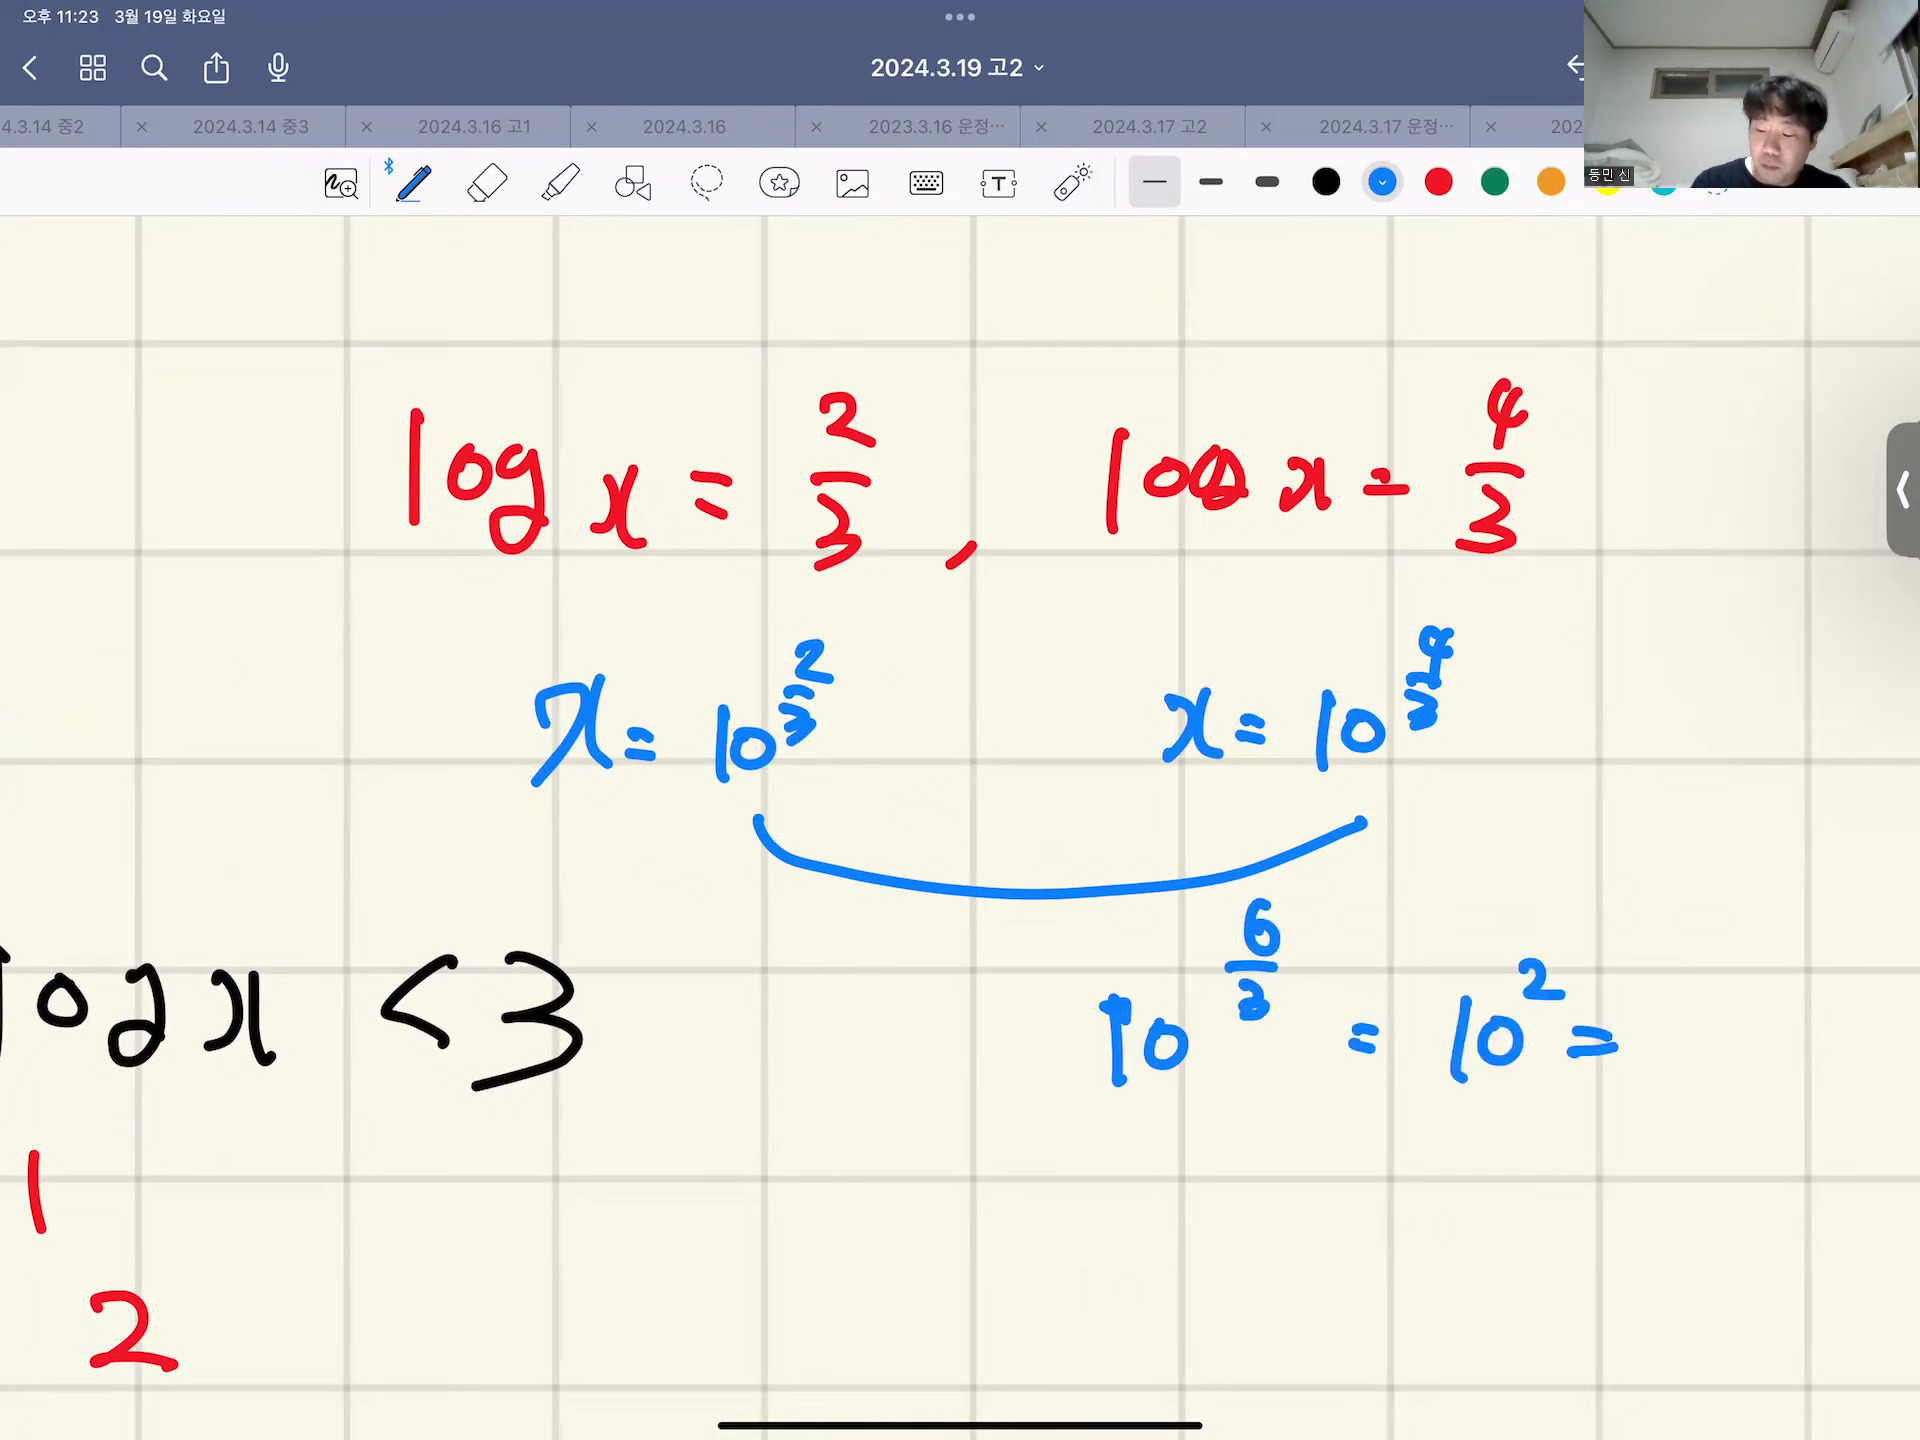 오후 11:23 3월 19일 화요일
2024.3.19 고2
4.3.14 중2
2024.3.14 중3
2024.3.16 고1
2024.3.16
2023.3.16 운정…
2024.3.17 고2
2024.3.17 운정…
202
동민 신
log x = 2/3 , log x = 4/3
x = 10^(2/3) x = 10^(4/3)
10^(6/3) = 10^2 =
log x < 3
1
2